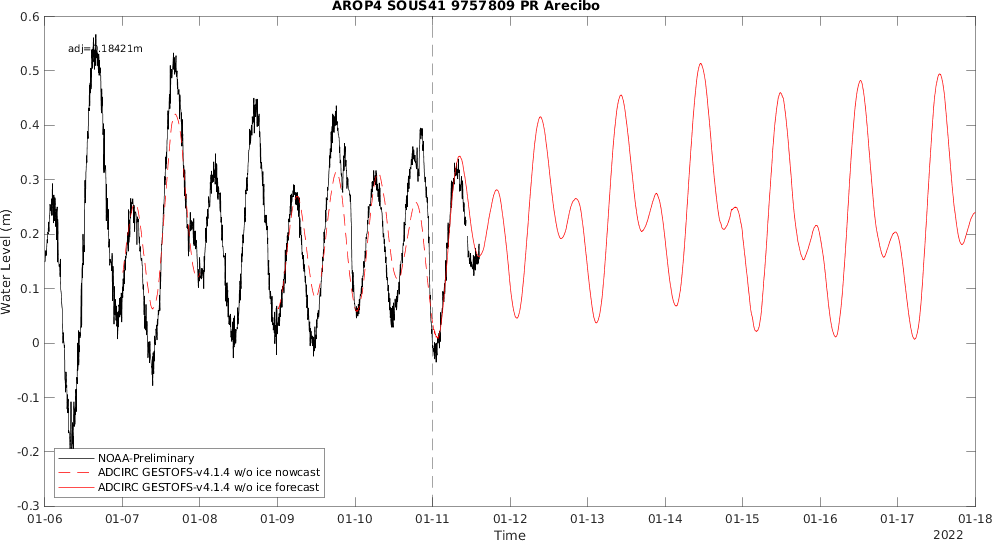 AROP4 SOUS41 9757809 PR Arecibo
0.6
adj=0.18421m
0.5
0.4
0.3
0.2
0.1
0
-0.1
-0.2
-0.3
Water Level (m)
NOAA-Preliminary
ADCIRC GESTOFS-v4.1.4 w/o ice nowcast
ADCIRC GESTOFS-v4.1.4 w/o ice forecast
01-06 01-07 01-08 01-09 01-10 01-11 01-12 01-13 01-14 01-15 01-16 01-17 01-18
Time
2022